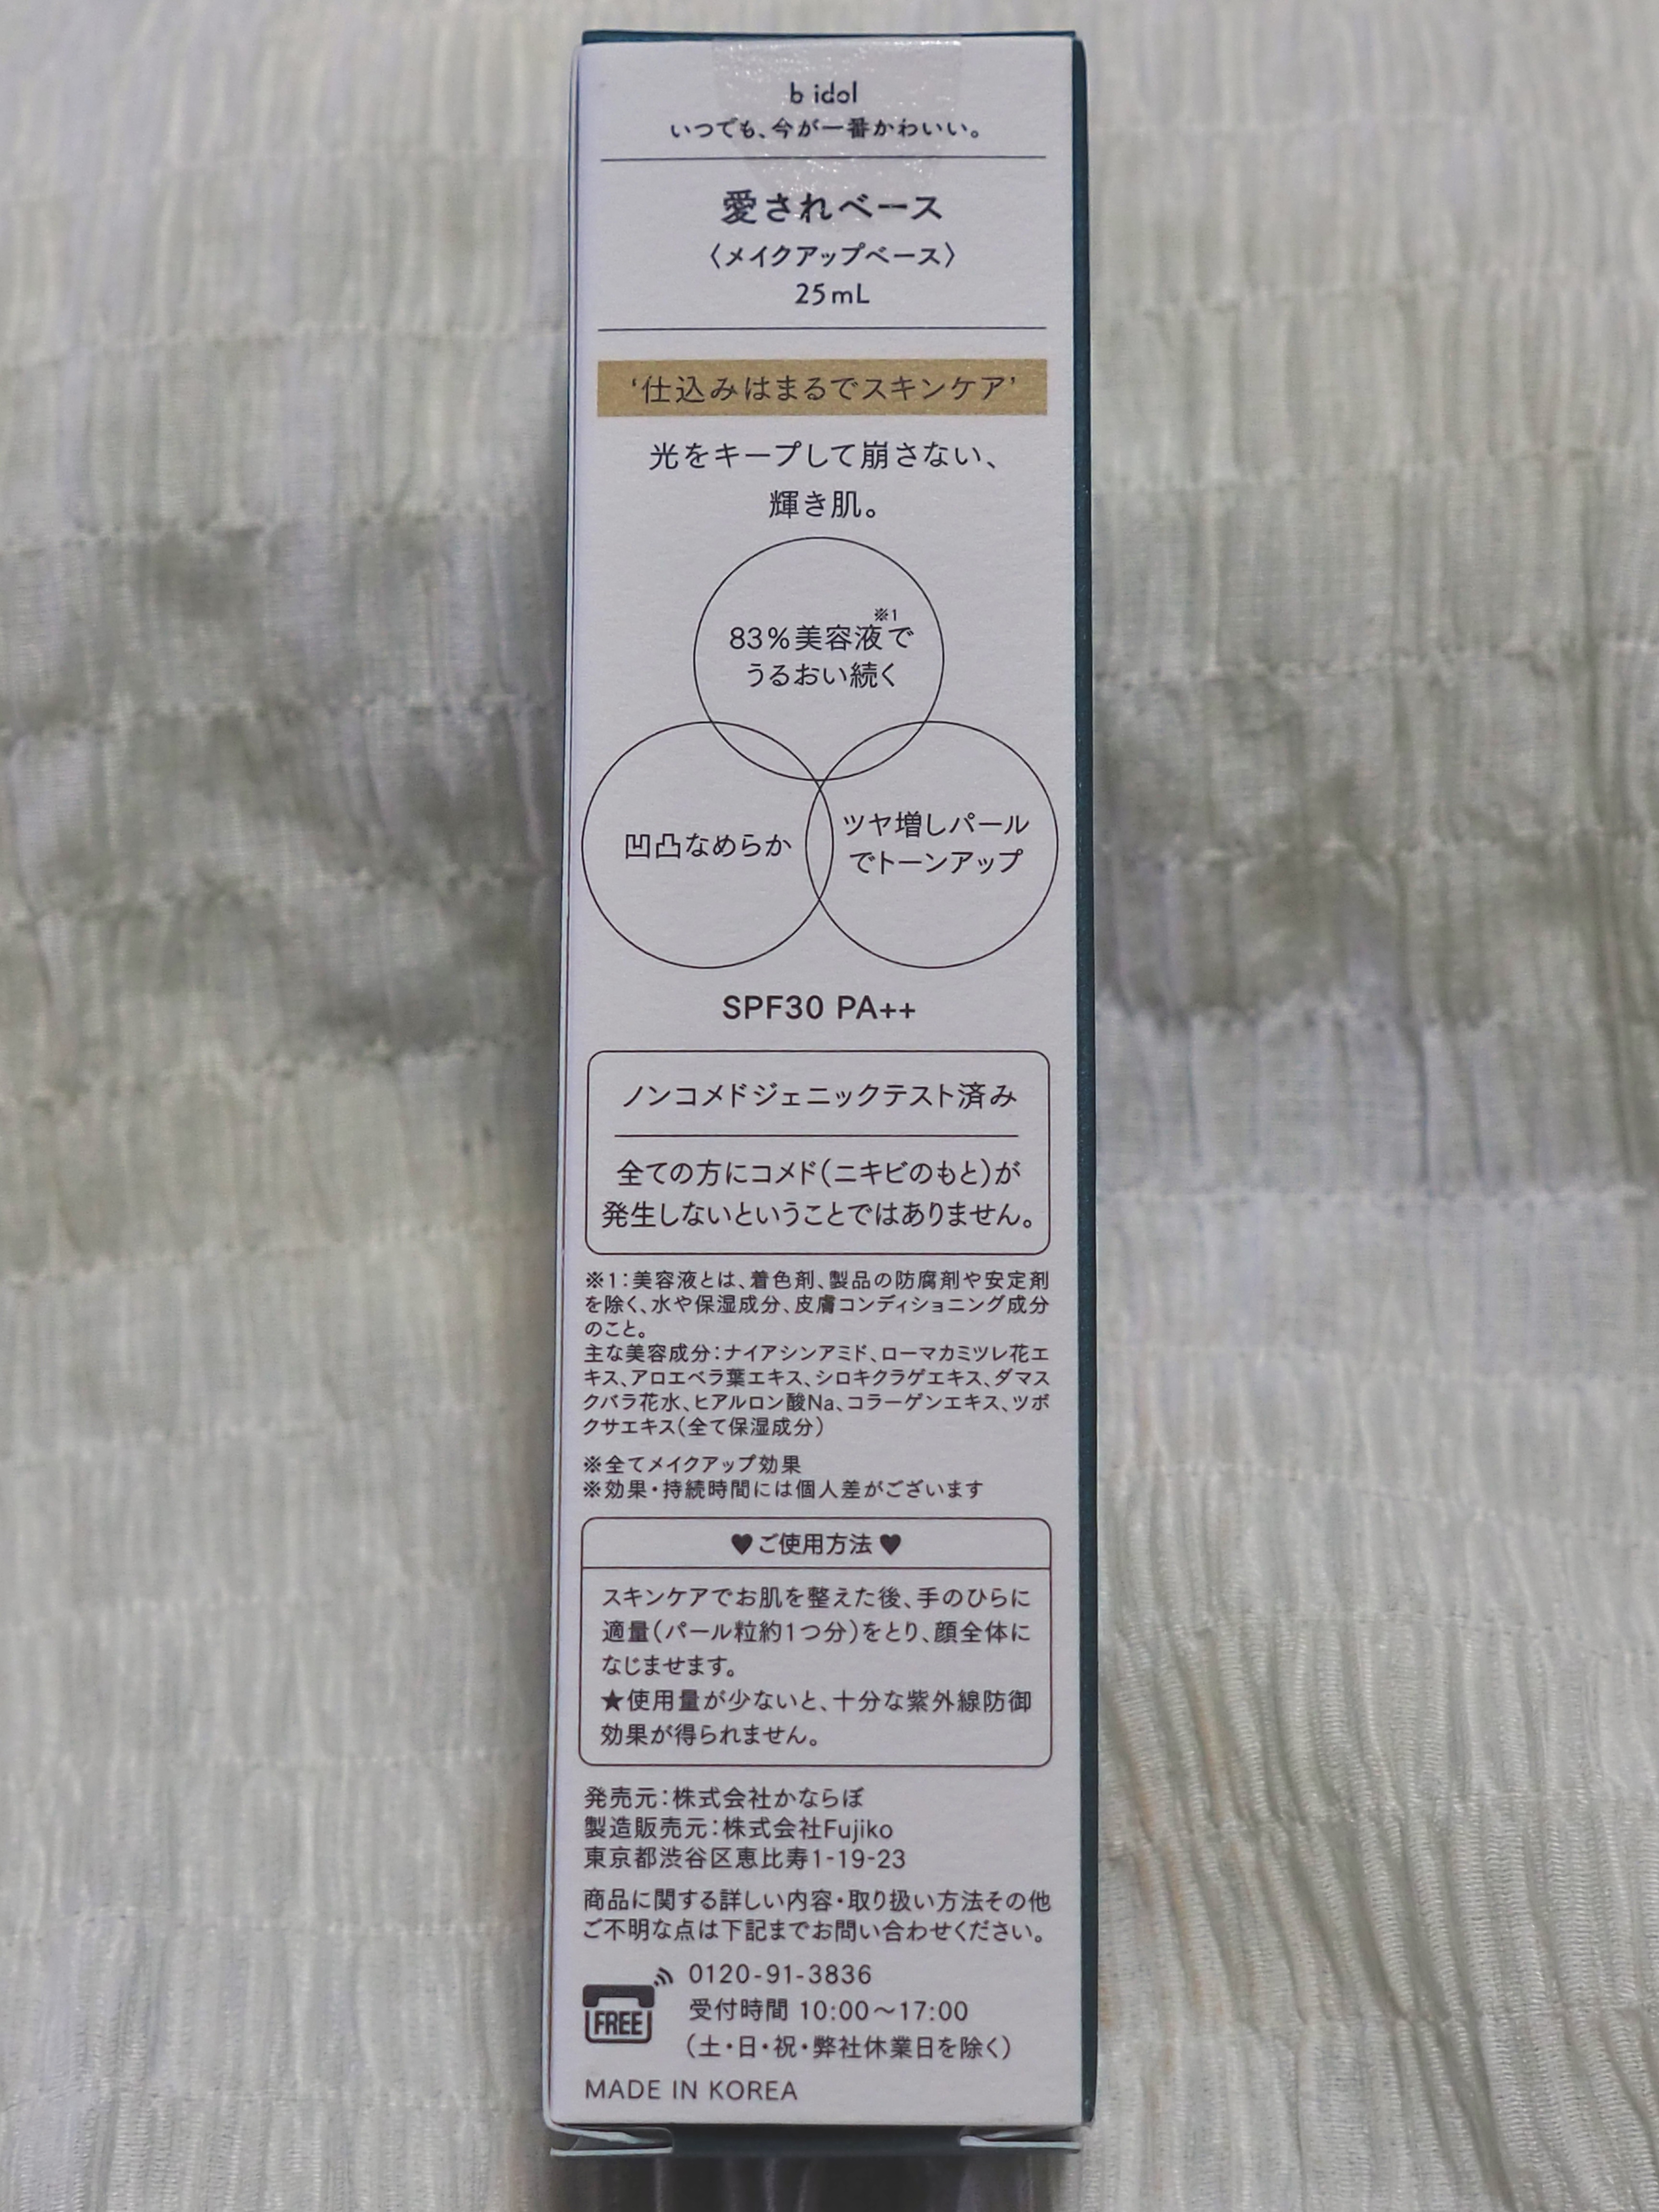 b idol
いつでも、今が一番かわいい。
愛されベース
〈メイクアップベース〉
25mL
‘仕込みはまるでスキンケア’
光をキープして崩さない、
輝き肌。
※1
83%美容液で
うるおい続く
凹凸なめらか
ツヤ増しパール
でトーンアップ
SPF30 PA++
ノンコメドジェニックテスト済み
全ての方にコメド(ニキビのもと)が
発生しないということではありません。
※1:美容液とは、着色剤、製品の防腐剤や安定剤
を除く、水や保湿成分、皮膚コンディショニング成分
のこと。
主な美容成分:ナイアシンアミド、ローマカミツレ花エ
キス、アロエベラ葉エキス、シロキクラゲエキス、ダマス
クバラ花水、ヒアルロン酸Na、コラーゲンエキス、ツボ
クサエキス(全て保湿成分)
※全てメイクアップ効果
※効果・持続時間には個人差がございます
♥ご使用方法♥
スキンケアでお肌を整えた後、手のひらに
適量(パール粒約1つ分)をとり、顔全体に
なじませます。
★使用量が少ないと、十分な紫外線防御
効果が得られません。
発売元:株式会社かならぼ
製造販売元:株式会社Fujiko
東京都渋谷区恵比寿1-19-23
商品に関する詳しい内容・取り扱い方法その他
ご不明な点は下記までお問い合わせください。
FREE
0120-91-3836
受付時間 10:00〜17:00
(土・日・祝・弊社休業日を除く)
MADE IN KOREA